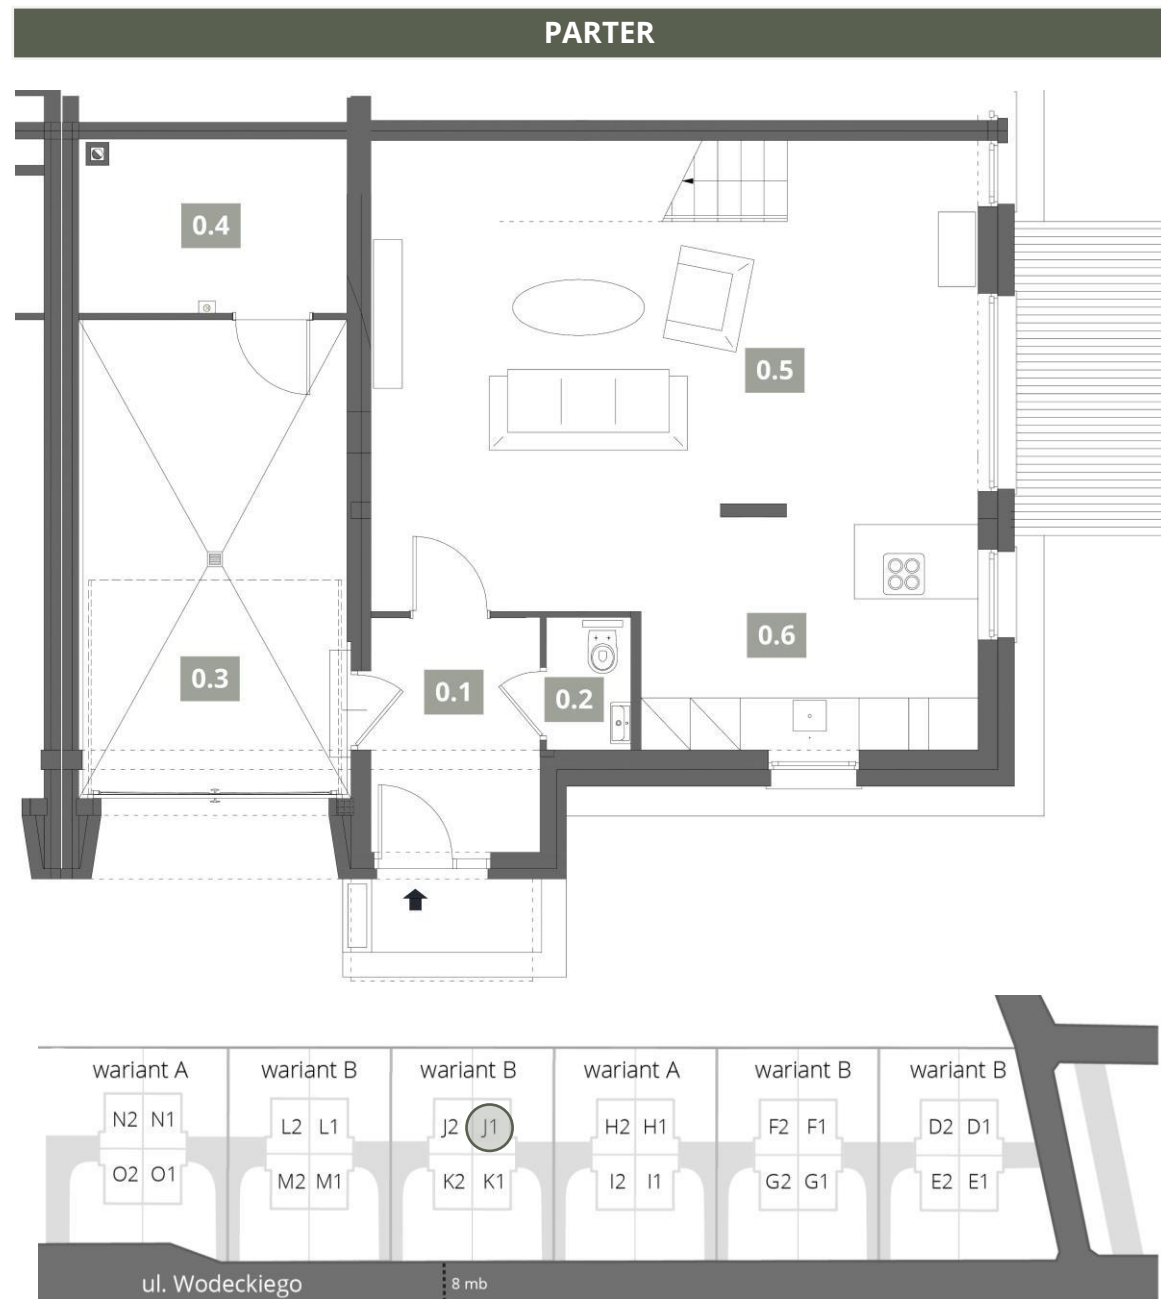 PARTER
0.4
0.5
0.6
0.3
0.1
0.2
wariant A wariant B wariant B wariant A wariant B wariant B
N2 N1 L2 L1 J2 J1 H2 H1 F2 F1 D2 D1
O2 O1 M2 M1 K2 K1 I2 I1 G2 G1 E2 E1
ul. Wodeckiego 8 mb